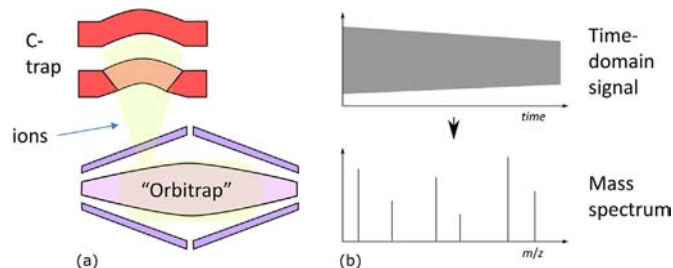 C-
trap
ions
“Orbitrap”
(a)
Time-
domain
signal
time
Mass
spectrum
m/z
(b)